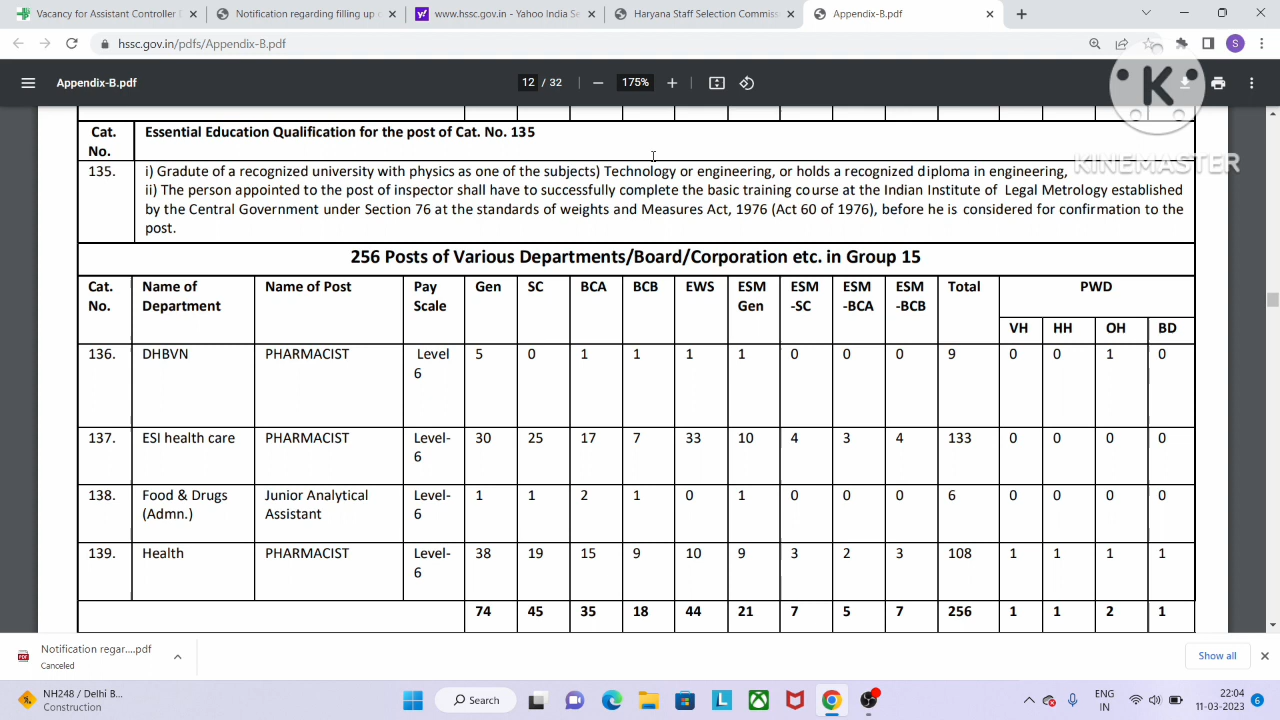 Vacancy for Assistant Controller
Notification regarding filling up o
www.hssc.gov.in - Yahoo India Se
Haryana Staff Selection Commiss
Appendix-B.pdf
hssc.gov.in/pdfs/Appendix-B.pdf
S
Appendix-B.pdf
12 / 32
175%
K
KINEMASTER
Cat. No. Essential Education Qualification for the post of Cat. No. 135
135. i) Gradute of a recognized university with physics as one of the subjects) Technology or engineering, or holds a recognized diploma in engineering,
ii) The person appointed to the post of inspector shall have to successfully complete the basic training course at the Indian Institute of Legal Metrology established
by the Central Government under Section 76 at the standards of weights and Measures Act, 1976 (Act 60 of 1976), before he is considered for confirmation to the
post.
256 Posts of Various Departments/Board/Corporation etc. in Group 15
Cat. No. Name of Department Name of Post Pay Scale Gen SC BCA BCB EWS ESM Gen ESM -SC ESM -BCA ESM -BCB Total PWD
VH HH OH BD
136. DHBVN PHARMACIST Level 6 5 0 1 1 1 1 0 0 0 9 0 0 1 0
137. ESI health care PHARMACIST Level-6 30 25 17 7 33 10 4 3 4 133 0 0 0 0
138. Food & Drugs (Admn.) Junior Analytical Assistant Level-6 1 1 2 1 0 1 0 0 0 6 0 0 0 0
139. Health PHARMACIST Level-6 38 19 15 9 10 9 3 2 3 108 1 1 1 1
74 45 35 18 44 21 7 5 7 256 1 1 2 1
Notification regar....pdf
Canceled
Show all
NH248 / Delhi B...
Construction
Search
L
ENG
IN
22:04
11-03-2023
6